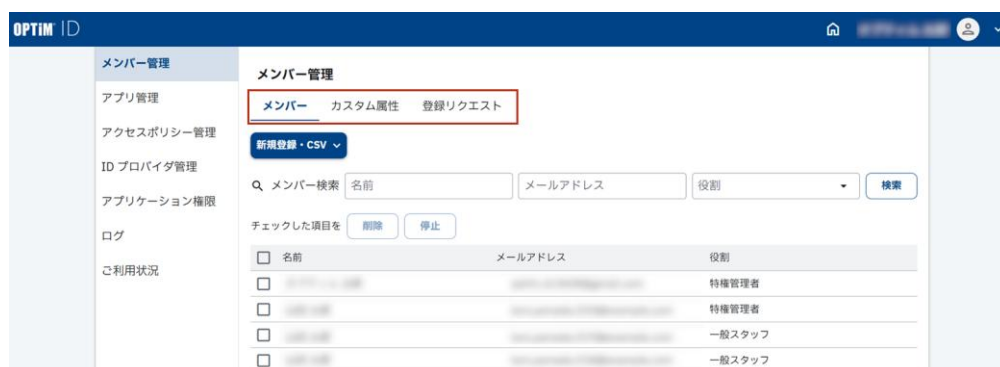 OPTiM ID
メンバー管理
アプリ管理
アクセスポリシー管理
ID プロバイダ管理
アプリケーション権限
ログ
ご利用状況
メンバー管理
メンバー カスタム属性 登録リクエスト
新規登録・CSV
メンバー検索 名前 メールアドレス 役割 検索
チェックした項目を 削除 停止
名前 メールアドレス 役割
特権管理者
特権管理者
一般スタッフ
一般スタッフ